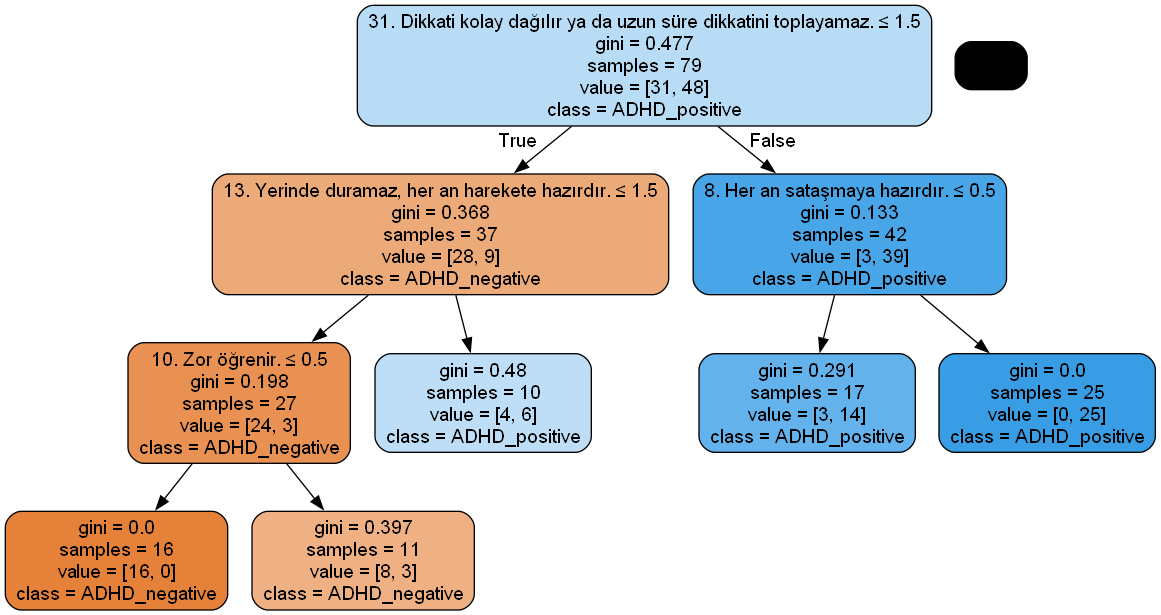 31. Dikkati kolay dağılır ya da uzun süre dikkatini toplayamaz. ≤ 1.5
gini = 0.477
samples = 79
value = [31, 48]
class = ADHD_positive
True
False
13. Yerinde duramaz, her an harekete hazırdır. ≤ 1.5
gini = 0.368
samples = 37
value = [28, 9]
class = ADHD_negative
8. Her an sataşmaya hazırdır. ≤ 0.5
gini = 0.133
samples = 42
value = [3, 39]
class = ADHD_positive
10. Zor öğrenir. ≤ 0.5
gini = 0.198
samples = 27
value = [24, 3]
class = ADHD_negative
gini = 0.48
samples = 10
value = [4, 6]
class = ADHD_positive
gini = 0.291
samples = 17
value = [3, 14]
class = ADHD_positive
gini = 0.0
samples = 25
value = [0, 25]
class = ADHD_positive
gini = 0.0
samples = 16
value = [16, 0]
class = ADHD_negative
gini = 0.397
samples = 11
value = [8, 3]
class = ADHD_negative